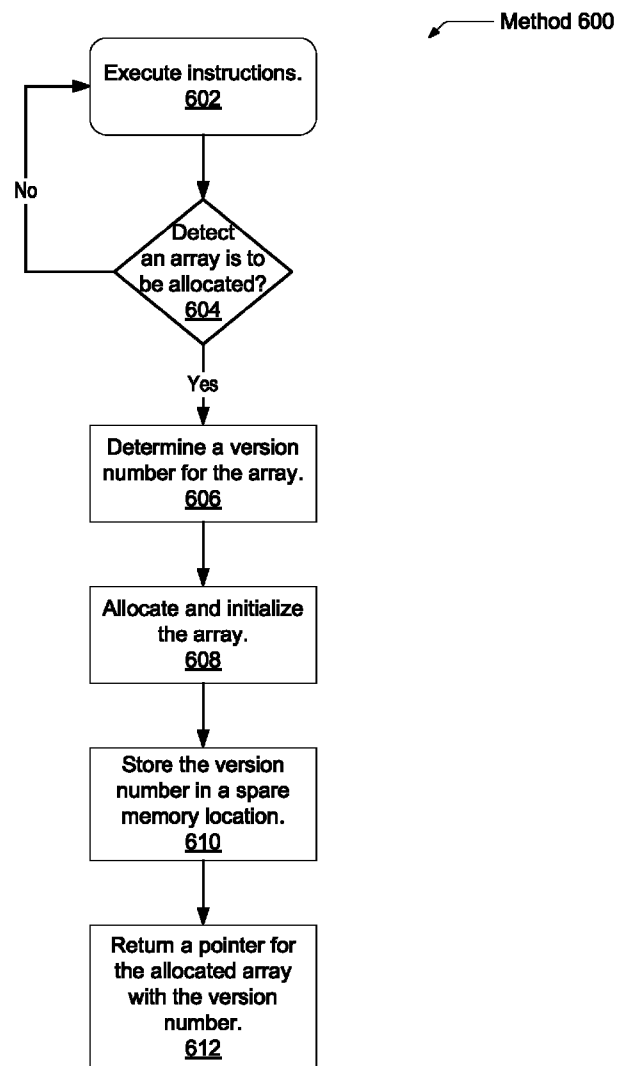 Method 600
Execute instructions.
602
No
Detect
an array is to
be allocated?
604
Yes
Determine a version
number for the array.
606
Allocate and initialize
the array.
608
Store the version
number in a spare
memory location.
610
Return a pointer for
the allocated array
with the version
number.
612